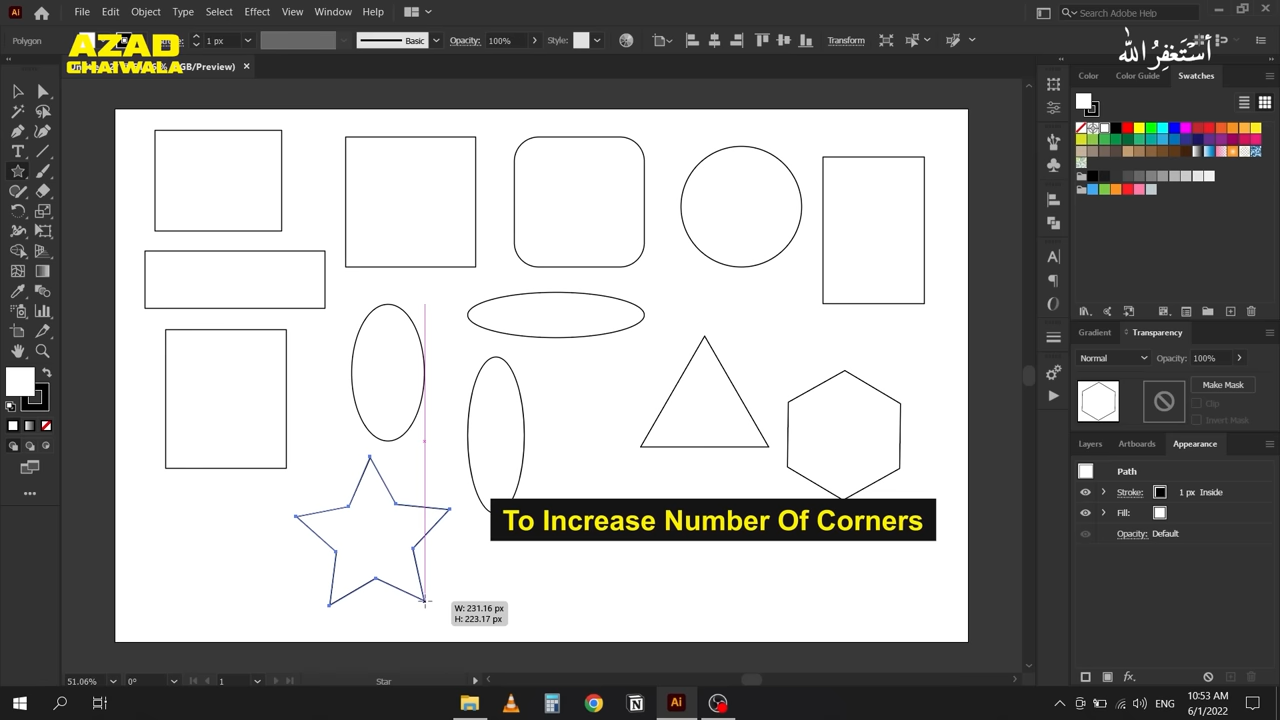 File Edit Object Type Select Effect View Window Help
Search Adobe Help
Polygon
1 px
Basic
Opacity: 100%
Style:
Transform
AZAD
CHAIWALA
أستغفر الله
Color Color Guide Swatches
Gradient Transparency
Normal Opacity: 100%
Make Mask
Clip
Invert Mask
Layers Artboards Appearance
Path
Stroke: 1 px Inside
Fill:
Opacity: Default
To Increase Number Of Corners
W: 231.16 px
H: 223.17 px
51.06% 0° 1 Star
ENG
10:53 AM
6/1/2022